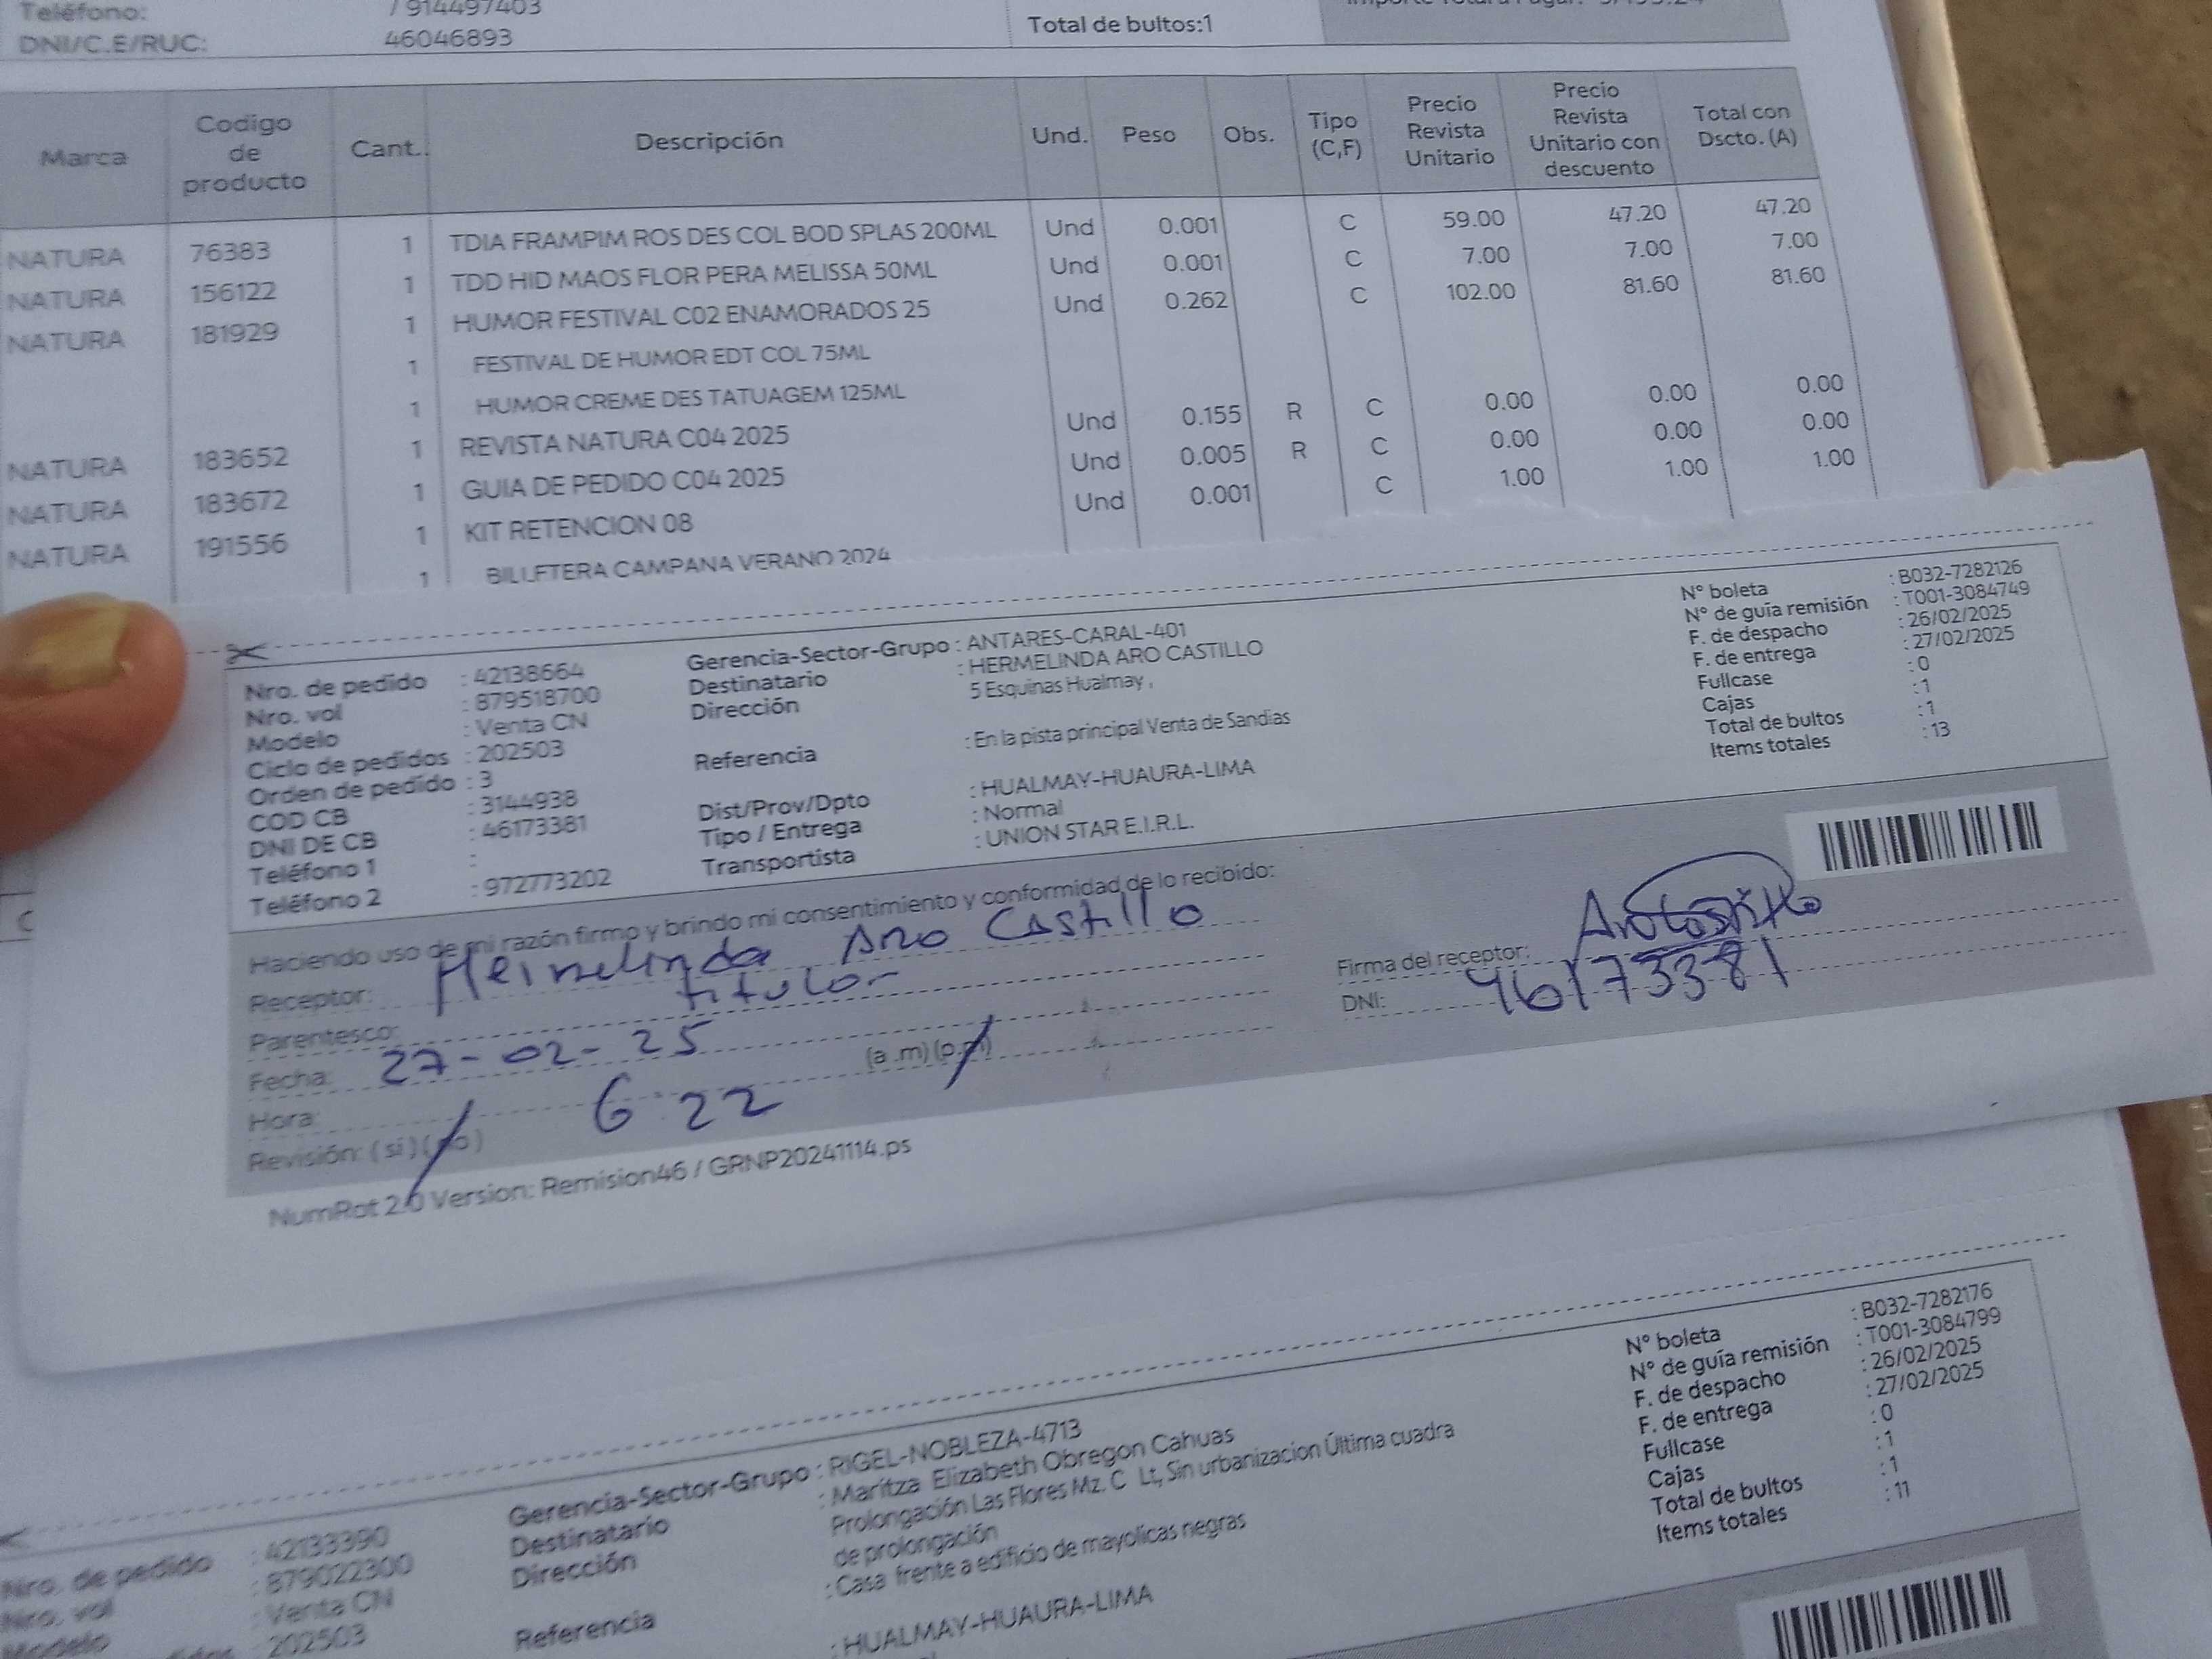 Teléfono: / 914497403
DNI/C.E/RUC: 46046893
Total de bultos:1
Marca Codigo de producto Cant. Descripción Und. Peso Obs. Tipo (C,F) Precio Revista Unitario Precio Revista Unitario con descuento Total con Dscto. (A)
NATURA 76383 1 TDIA FRAMPIM ROS DES COL BOD SPLAS 200ML Und 0.001 C 59.00 47.20 47.20
NATURA 156122 1 TDD HID MAOS FLOR PERA MELISSA 50ML Und 0.001 C 7.00 7.00 7.00
NATURA 181929 1 HUMOR FESTIVAL C02 ENAMORADOS 25 Und 0.262 C 102.00 81.60 81.60
1 FESTIVAL DE HUMOR EDT COL 75ML
1 HUMOR CREME DES TATUAGEM 125ML
NATURA 183652 1 REVISTA NATURA C04 2025 Und 0.155 R C 0.00 0.00 0.00
NATURA 183672 1 GUIA DE PEDIDO C04 2025 Und 0.005 R C 0.00 0.00 0.00
NATURA 191556 1 KIT RETENCION 08 Und 0.001 C 1.00 1.00 1.00
1 BILLETERA CAMPANA VERANO 2024
Nro. de pedido : 42138664
Nro. vol : 879518700
Modelo : Venta CN
Ciclo de pedidos : 202503
Orden de pedido : 3
COD CB : 3144938
DNI DE CB : 46173381
Teléfono 1 :
Teléfono 2 : 972773202
Gerencia-Sector-Grupo : ANTARES-CARAL-401
Destinatario : HERMELINDA ARO CASTILLO
Dirección 5 Esquinas Hualmay ,
Referencia : En la pista principal Venta de Sandias
Dist/Prov/Dpto : HUALMAY-HUAURA-LIMA
Tipo / Entrega : Normal
Transportista : UNION STAR E.I.R.L.
N° boleta : B032-7282126
N° de guía remisión : T001-3084749
F. de despacho : 26/02/2025
F. de entrega : 27/02/2025
Fullcase : 0
Cajas : 1
Total de bultos : 1
Items totales : 13
Haciendo uso de mi razón firmo y brindo mi consentimiento y conformidad de lo recibido:
Receptor: Hermelinda Aro Castillo
Parentesco: titular
Fecha: 27-02-25
Hora: 6:22 (a .m) (p.m)
Revisión: ( si ) ( no )
Firma del receptor: Arocastillo
DNI: 46173381
NumRot 2.0 Version: Remision46 / GRNP20241114.ps
Nro. de pedido : 42133390
Nro. vol : 879022300
Modelo : Venta CN
: 202503
Gerencia-Sector-Grupo : RIGEL-NOBLEZA-4713
Destinatario : Marítza Elizabeth Obregon Cahuas
Dirección Prolongación Las Flores Mz. C Lt, Sin urbanizacion Última cuadra
de prolongación
Referencia : Casa frente a edificio de mayolicas negras
: HUALMAY-HUAURA-LIMA
N° boleta : B032-7282176
N° de guía remisión : T001-3084799
F. de despacho : 26/02/2025
F. de entrega : 27/02/2025
Fullcase : 0
Cajas : 1
Total de bultos : 1
Items totales : 11